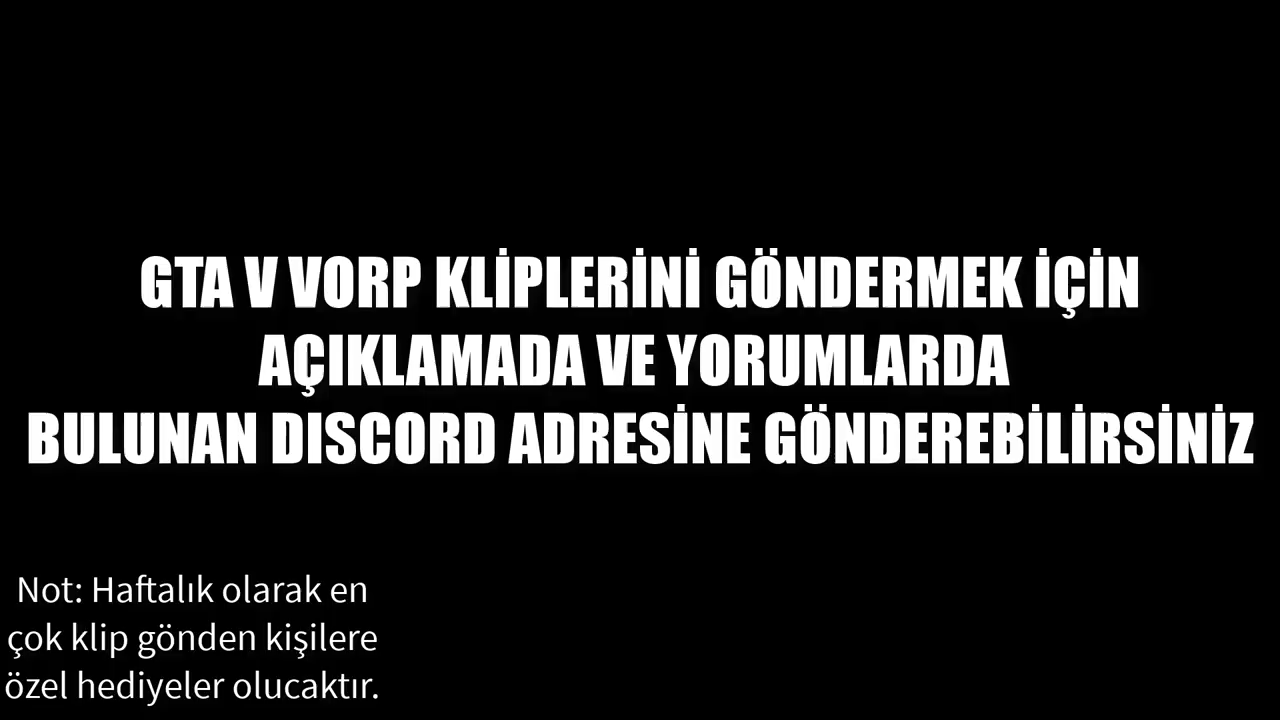 GTA V VORP KLİPLERİNİ GÖNDERMEK İÇİN
AÇIKLAMADA VE YORUMLARDA
BULUNAN DISCORD ADRESİNE GÖNDEREBİLİRSİNİZ
Not: Haftalık olarak en
çok klip gönden kişilere
özel hediyeler olucaktır.